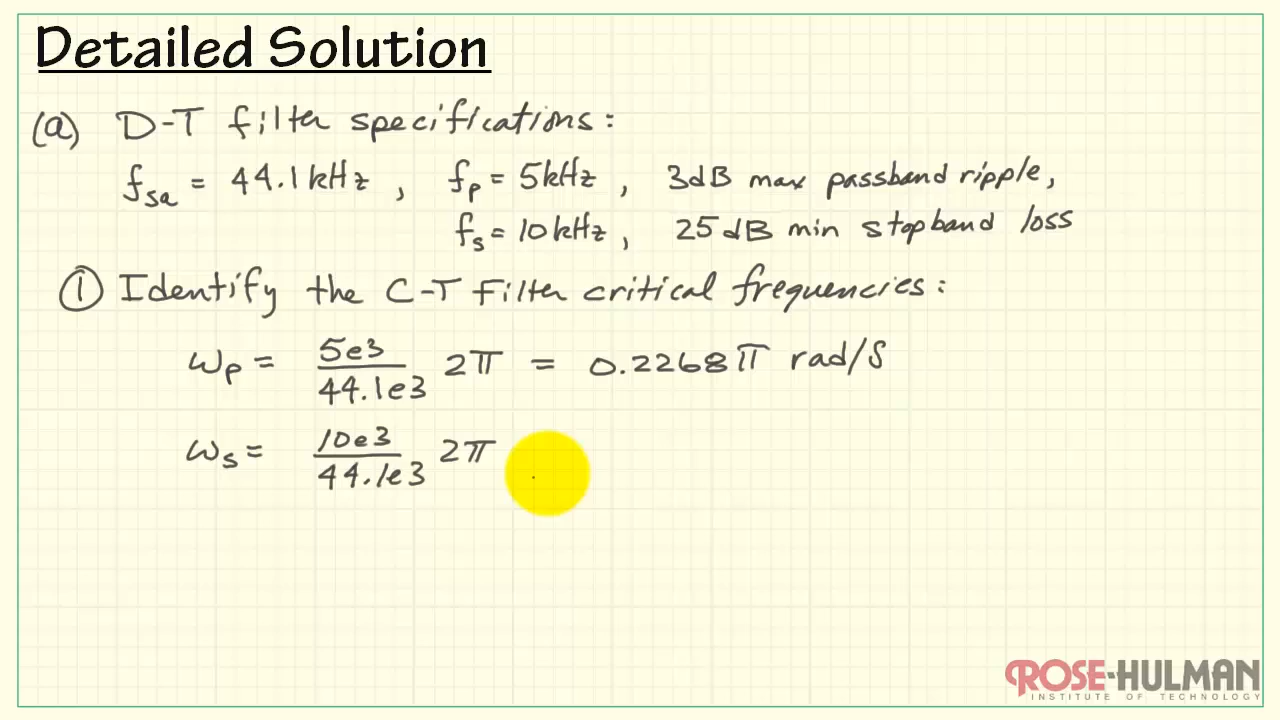 Detailed Solution
(a) D-T filter specifications:
fsa = 44.1kHz, fp = 5kHz, 3dB max passband ripple,
fs = 10kHz, 25dB min stopband loss
① Identify the C-T Filter critical frequencies:
ωp = 5e3/44.1e3 2π = 0.2268π rad/s
ωs = 10e3/44.1e3 2π
ROSE-HULMAN
INSTITUTE OF TECHNOLOGY